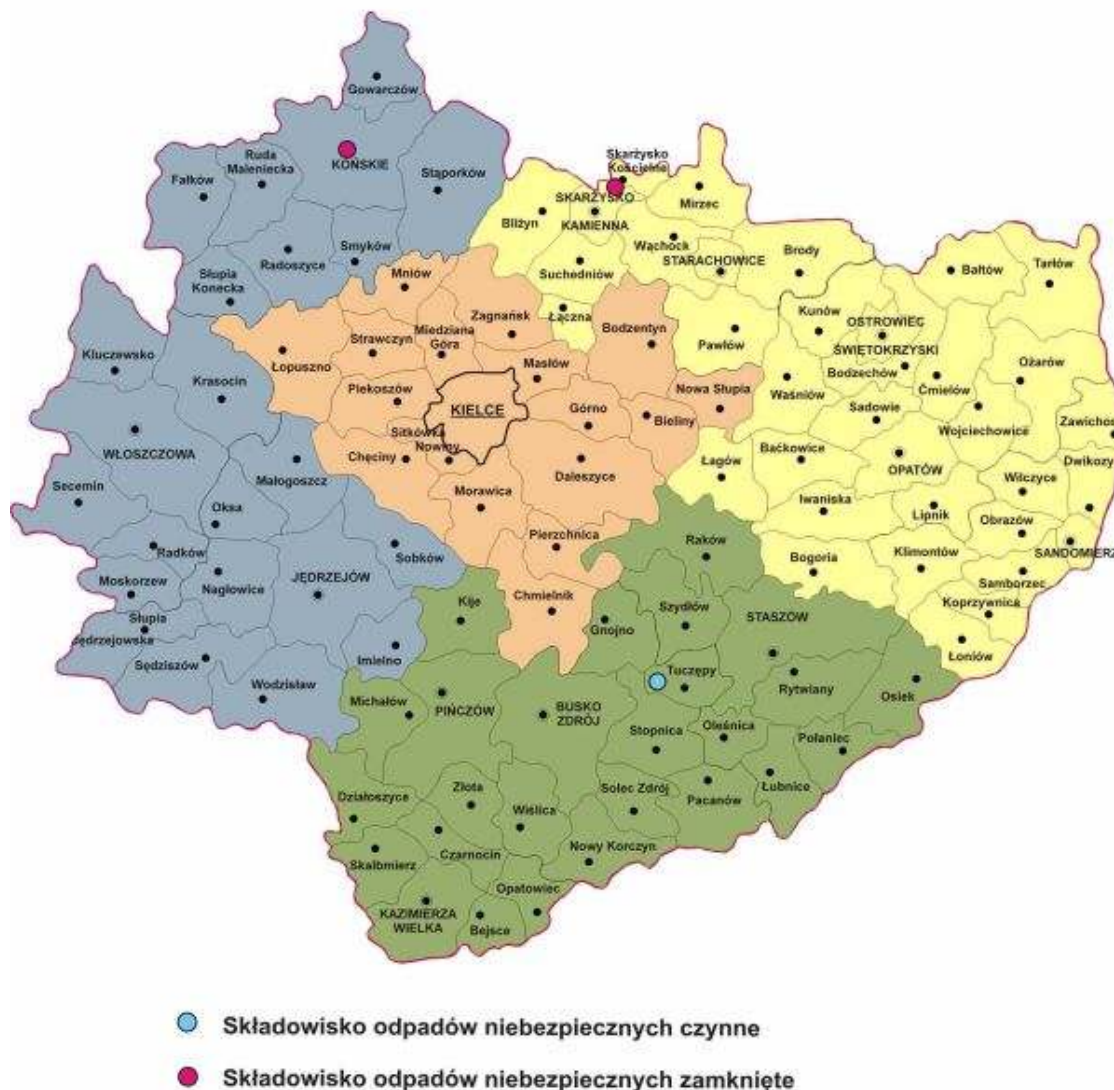 Gowarczów
Ruda
Maleniecka
KOŃSKIE
Fałków
Stąporków
Skarżysko
Kościelne
SKARŻYSKO
KAMIENNA
Mirzec
Bliżyn
Wąchock
STARACHOWICE
Brody
Smyków
Radoszyce
Suchedniów
Bałtów
Tarłów
Słupia
Konecka
Mniów
Zagnańsk
Łączna
Bodzentyn
Kunów
OSTROWIEC
ŚWIĘTOKRZYSKI
Pawłów
Strawczyn
Miedziana
Góra
Kluczewsko
Łopuszno
Masłów
Bodzechów
Ożarów
Krasocin
Piekoszów
Nowa Słupia
Waśniów
Ćmielów
KIELCE
Górno
Bieliny
Sadowie
Zawichos
Wojciechowice
Sitkówka
Nowiny
WŁOSZCZOWA
Chęciny
Baćkowice
OPATÓW
Dwikozy
Małogoszcz
Daleszyce
Łagów
Secemin
Morawica
Wilczyce
Oksa
Iwaniska
Lipnik
Obrazów
Pierzchnica
Raków
Radków
Sobków
Bogoria
Klimontów
SANDOMIERZ
Moskorzew
Nagłowice
JĘDRZEJÓW
Samborzec
Chmielnik
Kije
Szydłów
STASZÓW
Koprzywnica
Słupia
Jędrzejowska
Gnojno
Łoniów
Sędziszów
Imielno
Tuczępy
Rytwiany
Osiek
Wodzisław
Michałów
PIŃCZÓW
BUSKO
ZDRÓJ
Stopnica
Oleśnica
Połaniec
Złota
Solec Zdrój
Łubnice
Działoszyce
Wiślica
Pacanów
Czarnocin
Nowy Korczyn
Skalbmierz
Opatowiec
KAZIMIERZA
WIELKA
Bejsce
Składowisko odpadów niebezpiecznych czynne
Składowisko odpadów niebezpiecznych zamknięte